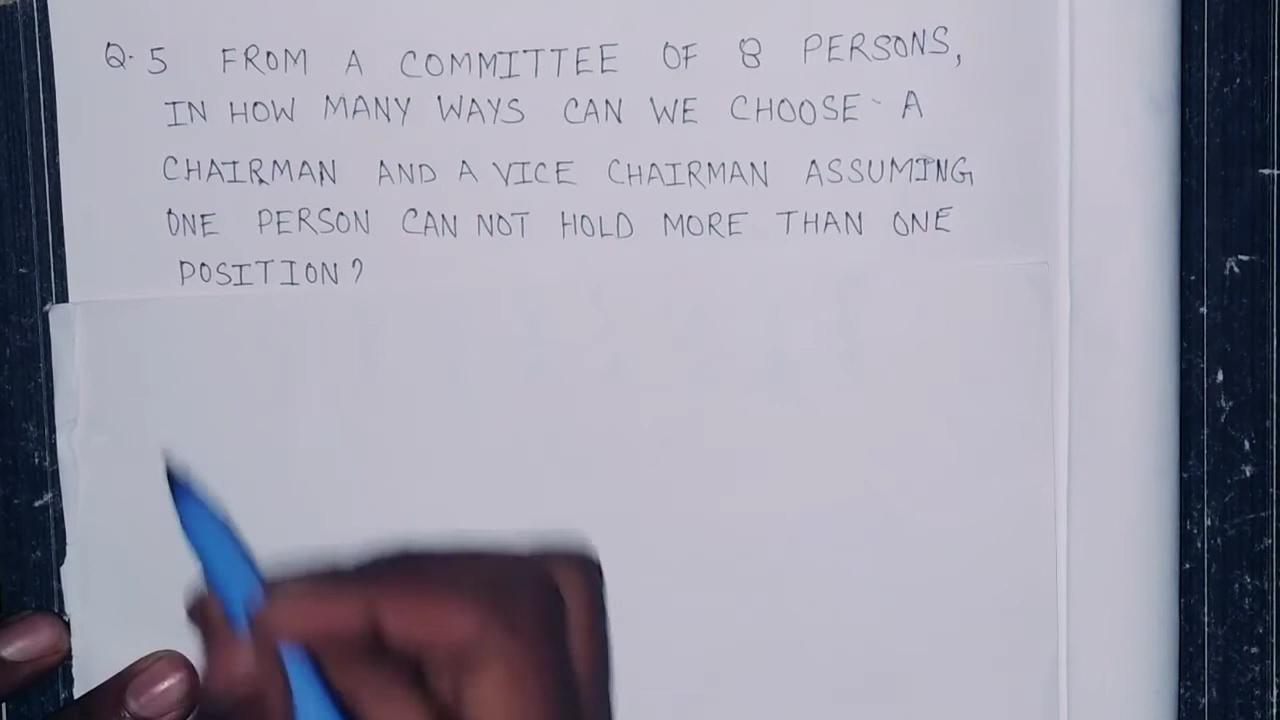 Q. 5 FROM A COMMITTEE OF 8 PERSONS,
IN HOW MANY WAYS CAN WE CHOOSE A
CHAIRMAN AND A VICE CHAIRMAN ASSUMING
ONE PERSON CAN NOT HOLD MORE THAN ONE
POSITION?